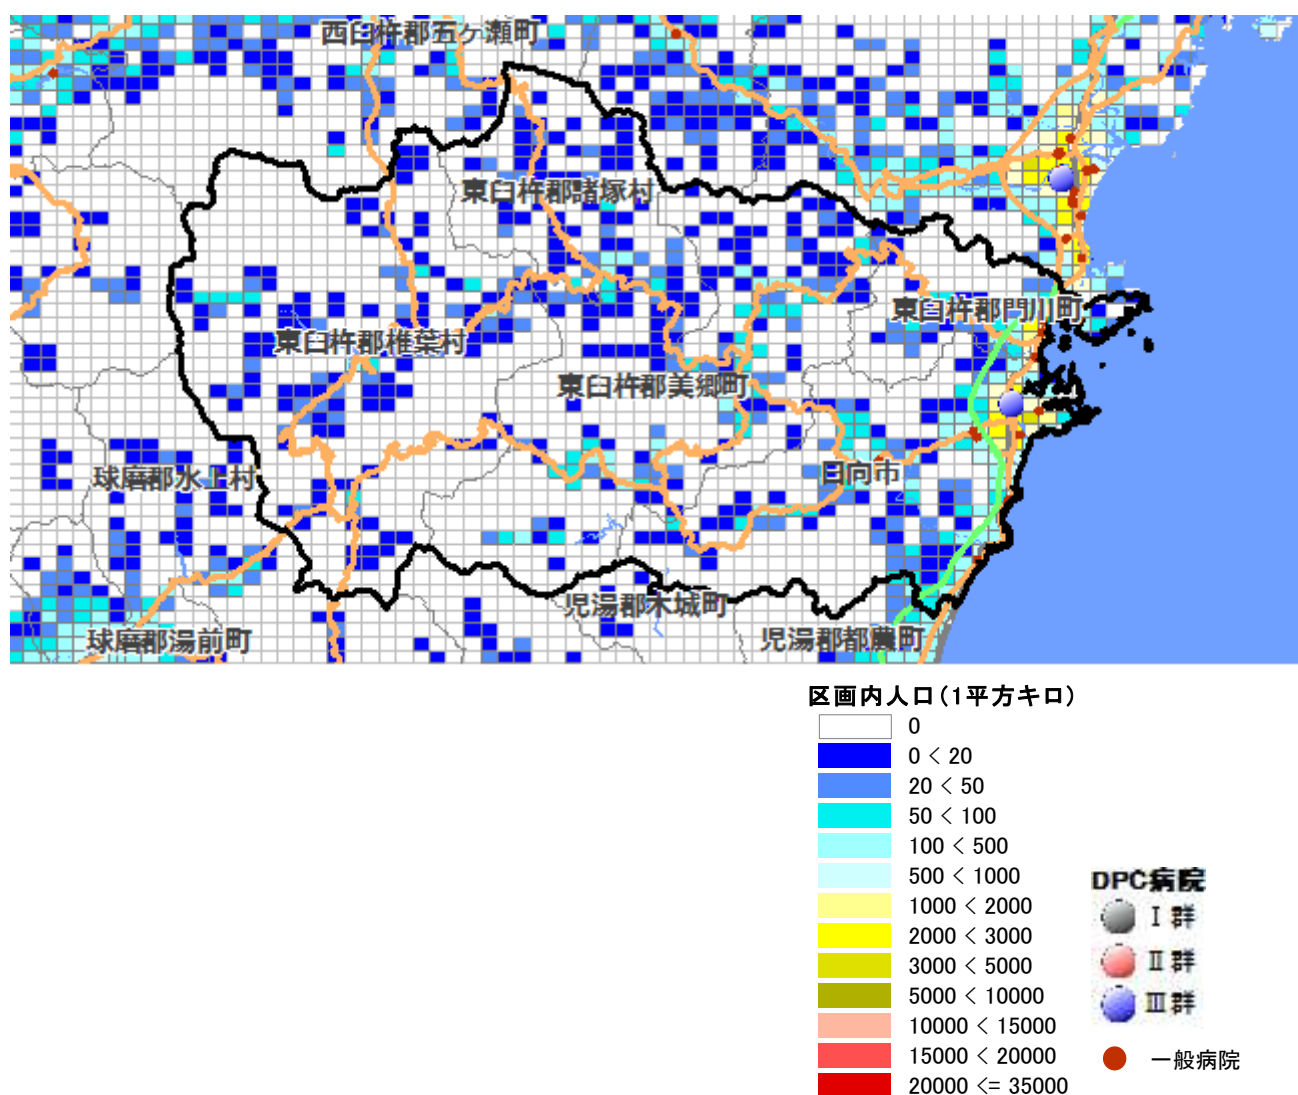 西臼杵郡五ヶ瀬町
東臼杵郡諸塚村
東臼杵郡門川町
東臼杵郡椎葉村
東臼杵郡美郷町
日向市
球磨郡水上村
児湯郡木城町
球磨郡湯前町
児湯郡都農町
区画内人口(1平方キロ)
0
0 < 20
20 < 50
50 < 100
100 < 500
500 < 1000
1000 < 2000
2000 < 3000
3000 < 5000
5000 < 10000
10000 < 15000
15000 < 20000
20000 <= 35000
DPC病院
Ⅰ群
Ⅱ群
Ⅲ群
一般病院